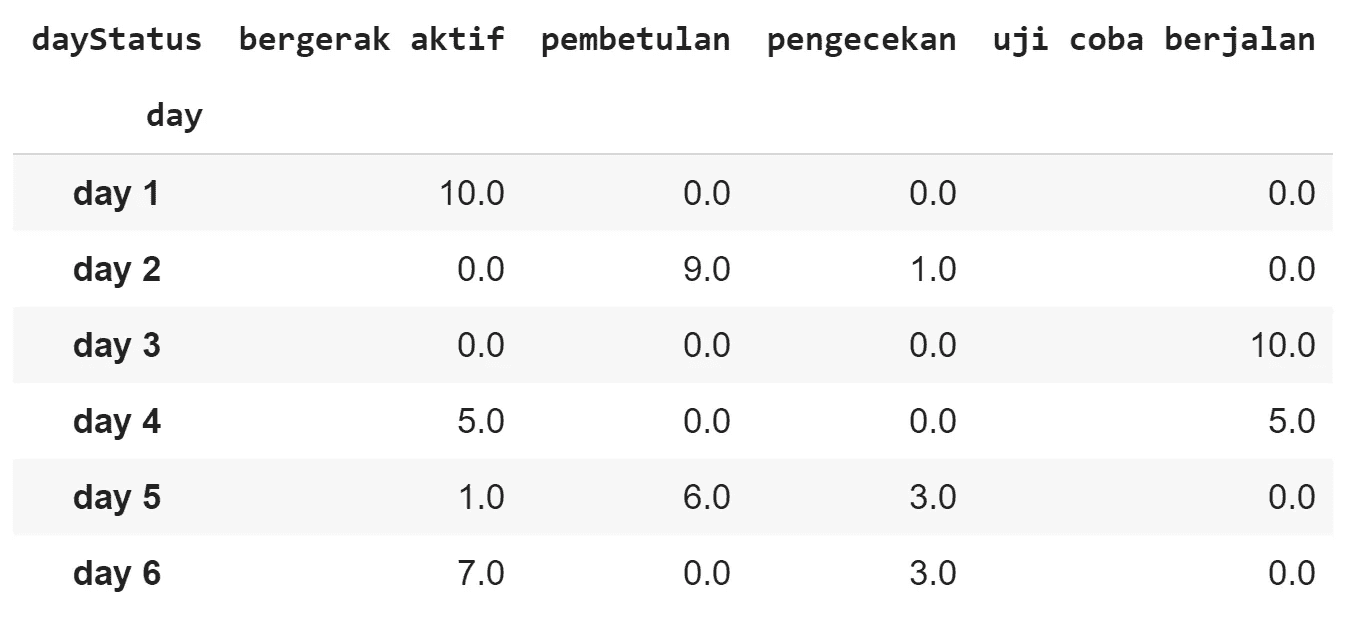 dayStatus bergerak aktif pembetulan pengecekan uji coba berjalan
day
day 1 10.0 0.0 0.0 0.0
day 2 0.0 9.0 1.0 0.0
day 3 0.0 0.0 0.0 10.0
day 4 5.0 0.0 0.0 5.0
day 5 1.0 6.0 3.0 0.0
day 6 7.0 0.0 3.0 0.0